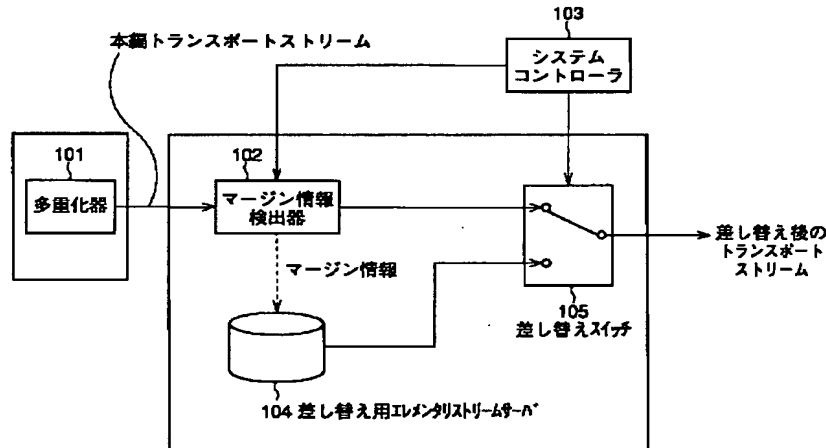 103
本編トランスポートストリーム
システム
コントローラ
101
多重化器
102
マージン情報
検出器
マージン情報
差し替え後の
トランスポート
ストリーム
105
差し替えスイッチ
104 差し替え用エレメンタリストリームサーバ